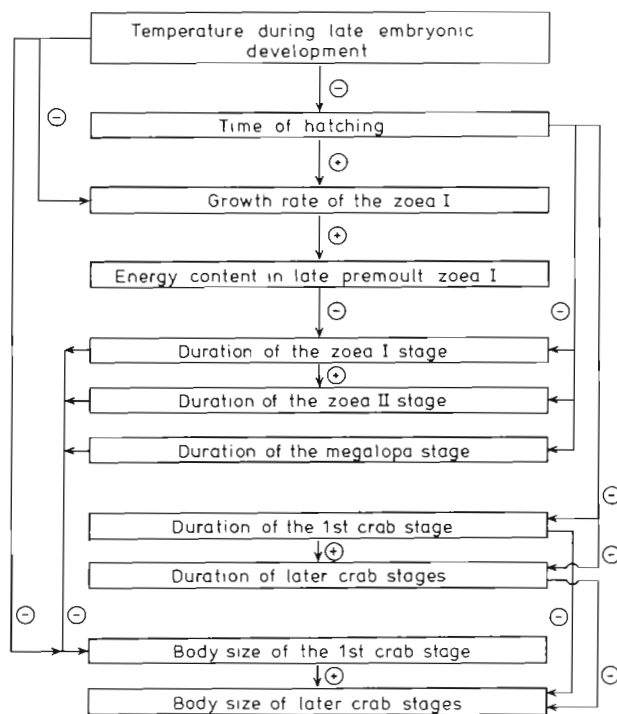 Temperature during late embryonic
development
⊖
Time of hatching
⊖
⊕
Growth rate of the zoea I
⊕
Energy content in late premoult zoea I
⊖
⊖
Duration of the zoea I stage
⊕
Duration of the zoea II stage
Duration of the megalopa stage
⊖
Duration of the 1st crab stage
⊕
⊖
Duration of later crab stages
⊖
⊖
⊖
Body size of the 1st crab stage
⊕
⊖
Body size of later crab stages